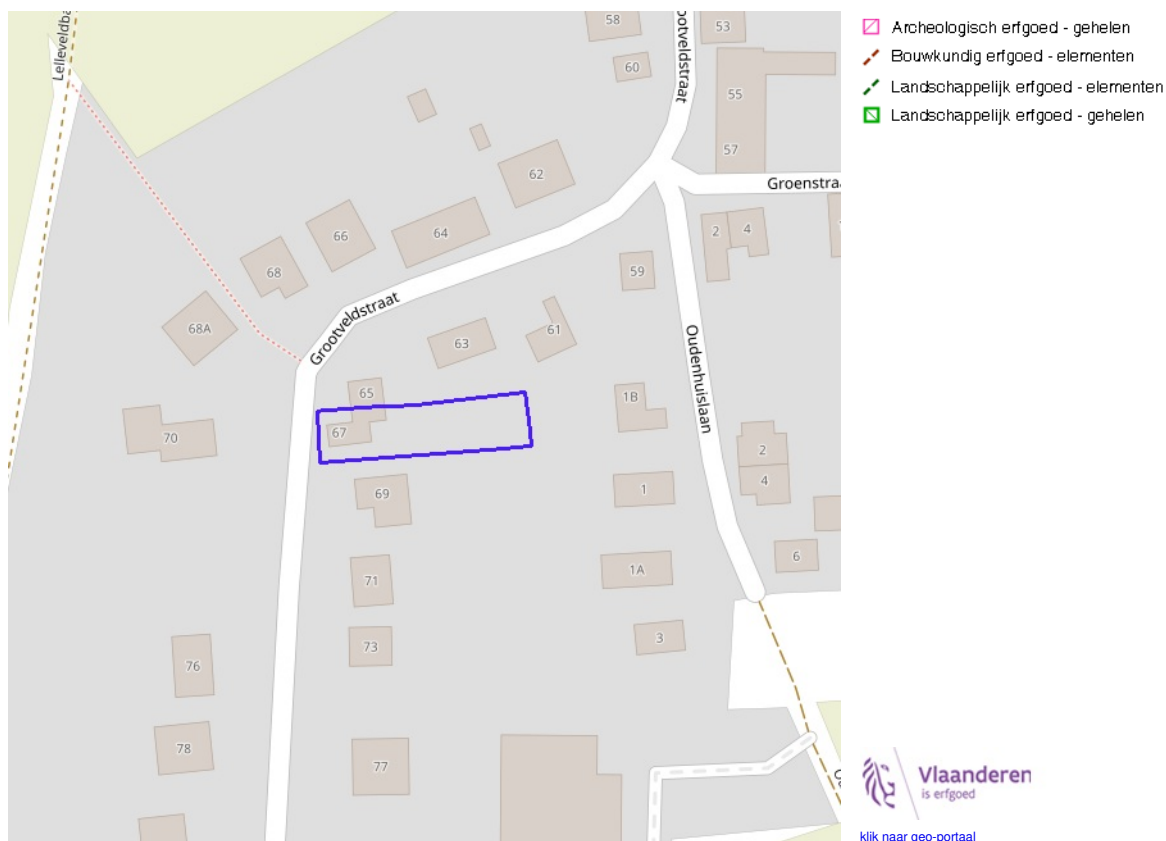 Lelleveldba
58
53
60
ootveldstraat
55
57
62
Groenstraa
66
64
2
4
68
59
68A
Grootveldstraat
63
61
Oudenhuislaan
65
1B
67
70
2
69
1
4
71
1A
6
73
3
76
78
77
Archeologisch erfgoed - gehelen
Bouwkundig erfgoed - elementen
Landschappelijk erfgoed - elementen
Landschappelijk erfgoed - gehelen
Vlaanderen
is erfgoed
klik naar geo-portaal